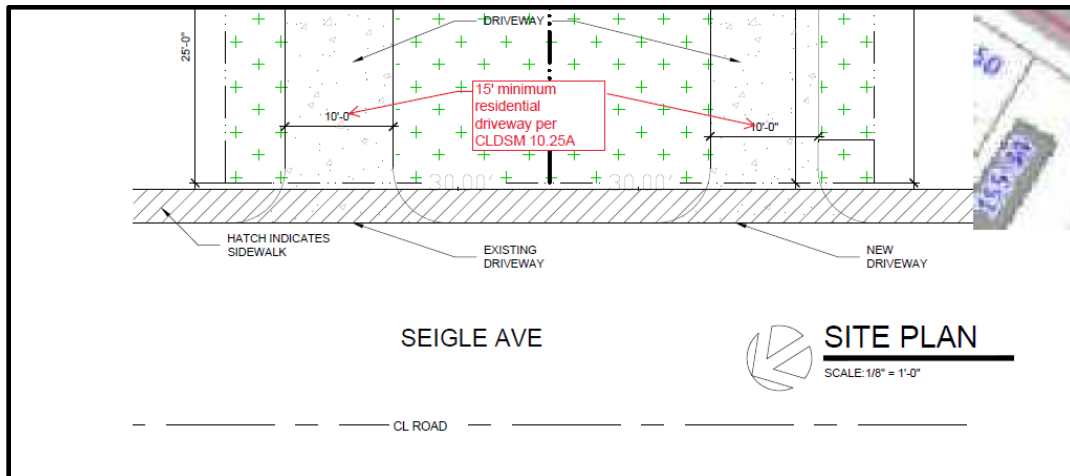 DRIVEWAY
25'-0"
15' minimum
residential
driveway per
CLDSM 10.25A
10'-0"
10'-0"
30.00'
30.00'
HATCH INDICATES
SIDEWALK
EXISTING
DRIVEWAY
NEW
DRIVEWAY
SEIGLE AVE
SITE PLAN
SCALE:1/8" = 1'-0"
CL ROAD